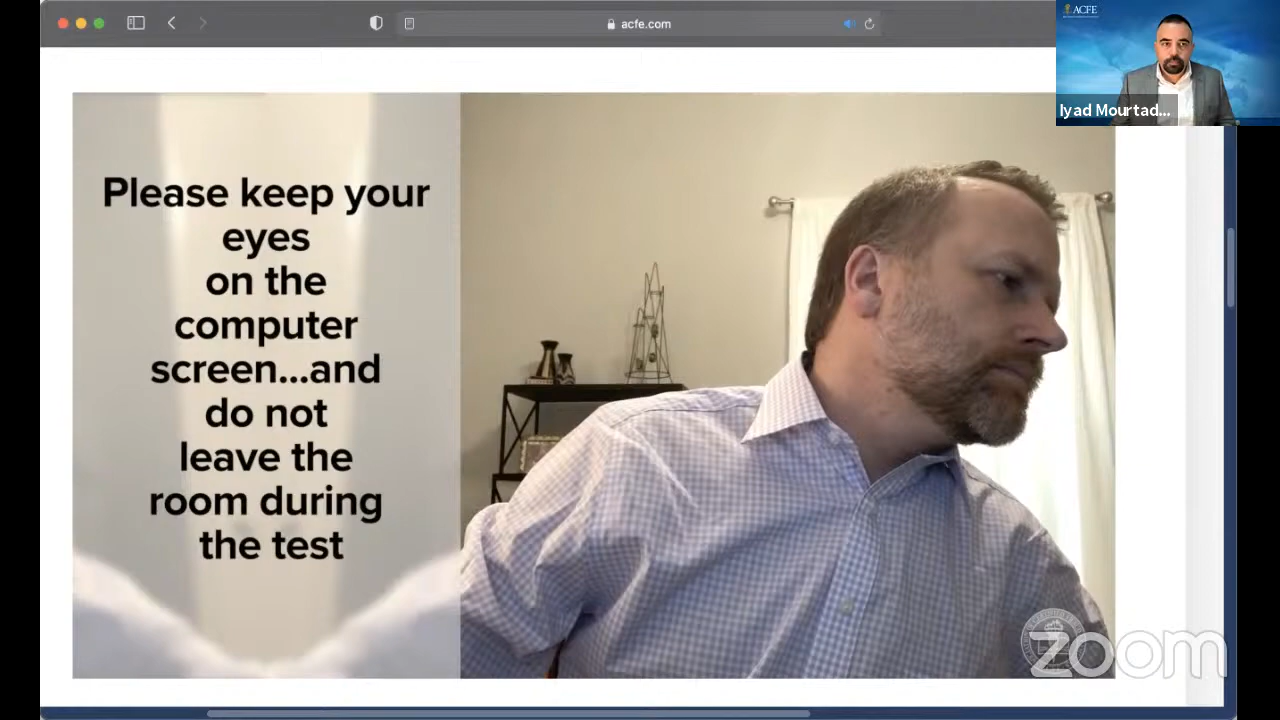 acfe.com
ACFE
Iyad Mourtad...
Please keep your
eyes
on the
computer
screen...and
do not
leave the
room during
the test
zoom